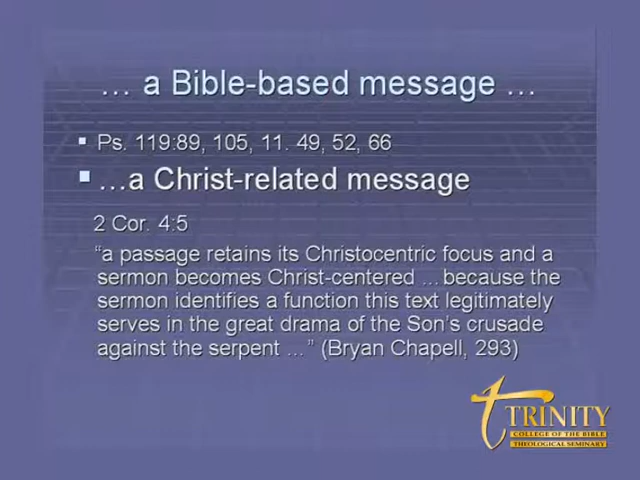 … a Bible-based message …
Ps. 119:89, 105, 11. 49, 52, 66
…a Christ-related message
2 Cor. 4:5
“a passage retains its Christocentric focus and a
sermon becomes Christ-centered … because the
sermon identifies a function this text legitimately
serves in the great drama of the Son’s crusade
against the serpent …” (Bryan Chapell, 293)
TRINITY
COLLEGE OF THE BIBLE
THEOLOGICAL SEMINARY